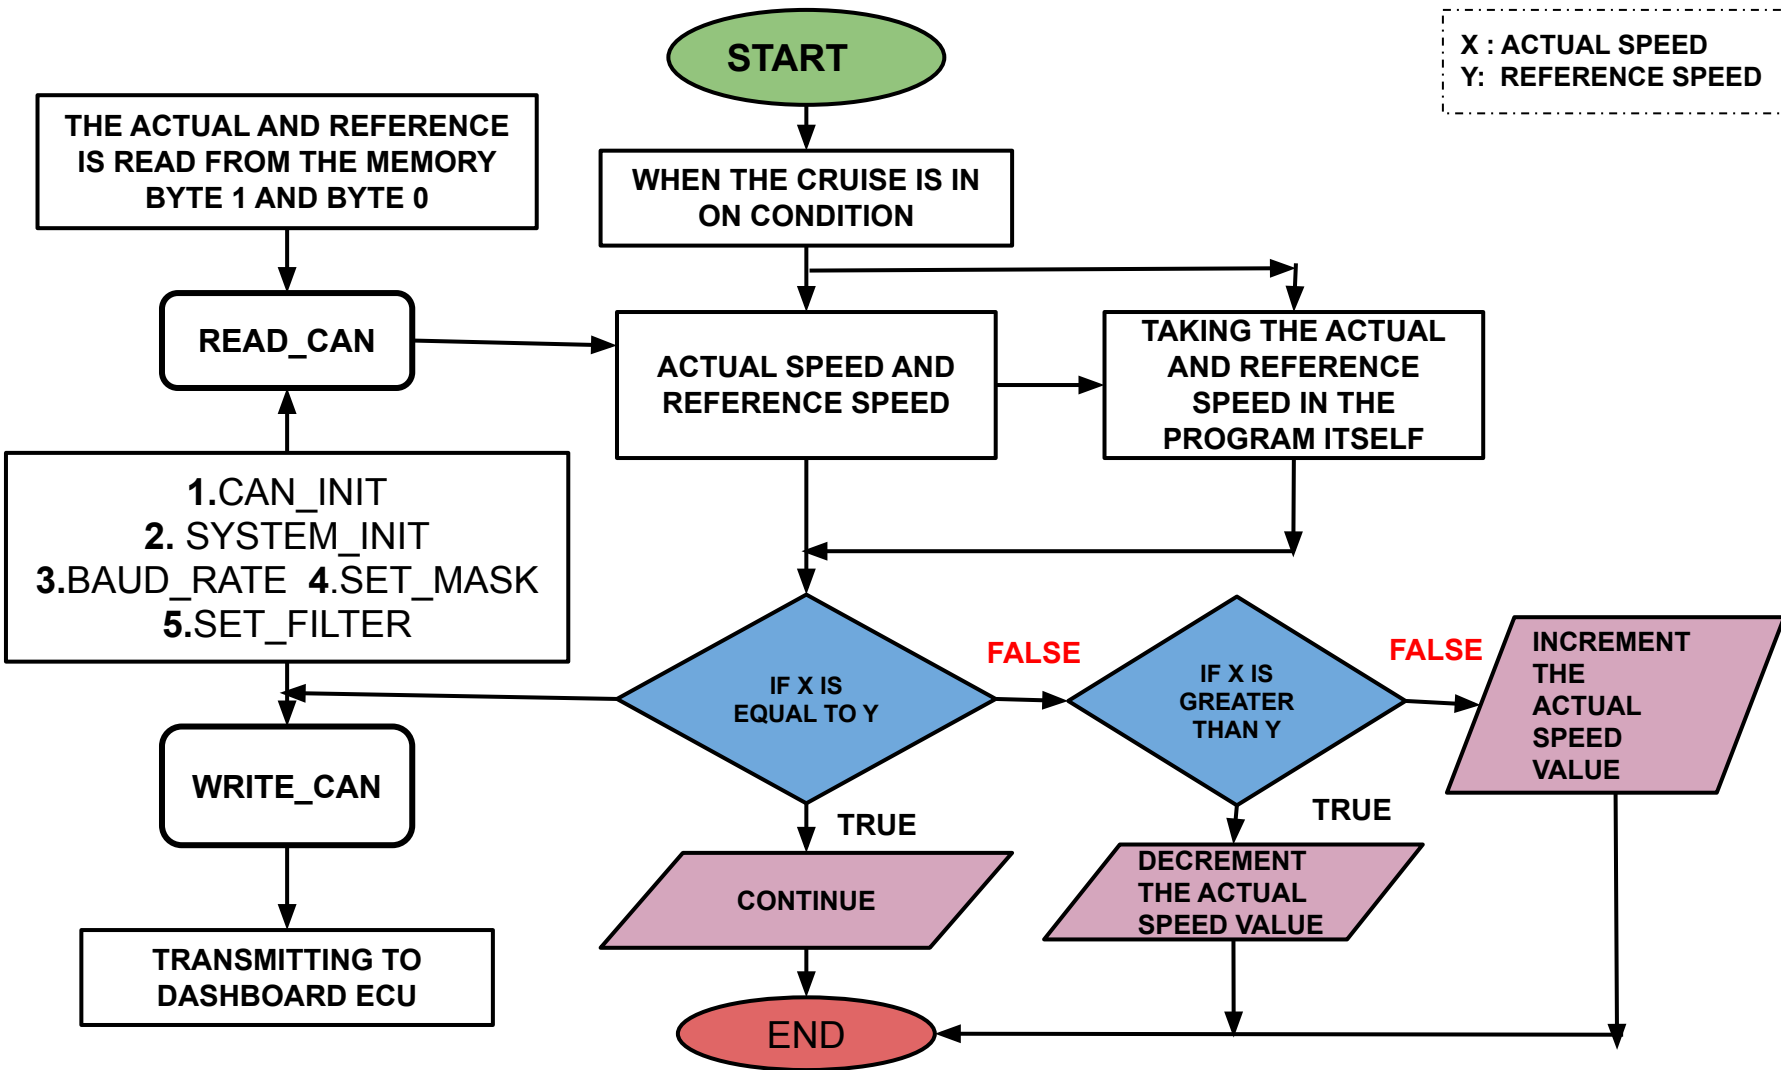 START
X : ACTUAL SPEED
Y: REFERENCE SPEED
THE ACTUAL AND REFERENCE
IS READ FROM THE MEMORY
BYTE 1 AND BYTE 0
WHEN THE CRUISE IS IN
ON CONDITION
READ_CAN
ACTUAL SPEED AND
REFERENCE SPEED
TAKING THE ACTUAL
AND REFERENCE
SPEED IN THE
PROGRAM ITSELF
1.CAN_INIT
2. SYSTEM_INIT
3.BAUD_RATE 4.SET_MASK
5.SET_FILTER
IF X IS
EQUAL TO Y
FALSE
IF X IS
GREATER
THAN Y
FALSE
INCREMENT
THE
ACTUAL
SPEED
VALUE
WRITE_CAN
TRUE
TRUE
CONTINUE
DECREMENT
THE ACTUAL
SPEED VALUE
TRANSMITTING TO
DASHBOARD ECU
END